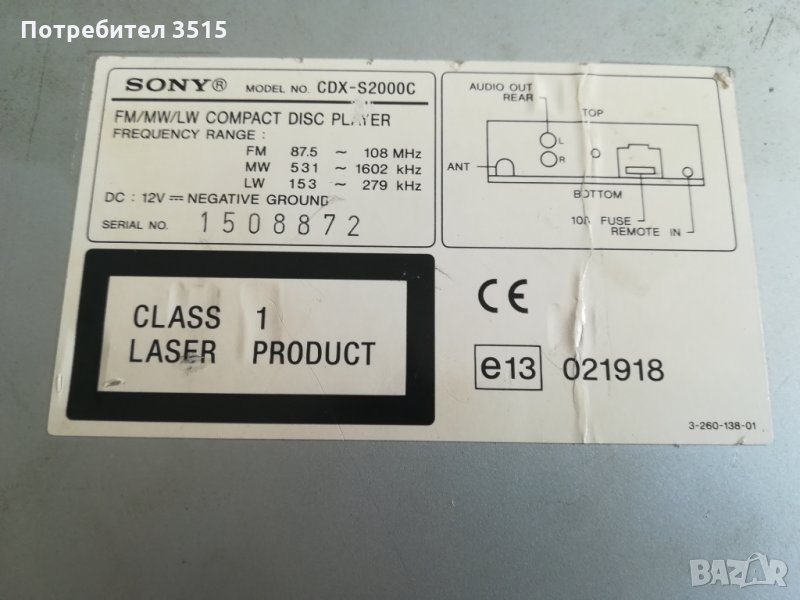 Потребител 3515
SONY® MODEL NO. CDX-S2000C
FM/MW/LW COMPACT DISC PLAYER
FREQUENCY RANGE :
FM 87.5 ~ 108 MHz
MW 531 ~ 1602 kHz
LW 153 ~ 279 kHz
DC : 12V ⎓ NEGATIVE GROUND
SERIAL NO. 1508872
AUDIO OUT
REAR
TOP
L
R
ANT
BOTTOM
10A FUSE
REMOTE IN
CLASS 1
LASER PRODUCT
CE
e13 021918
3-260-138-01
BAZAR